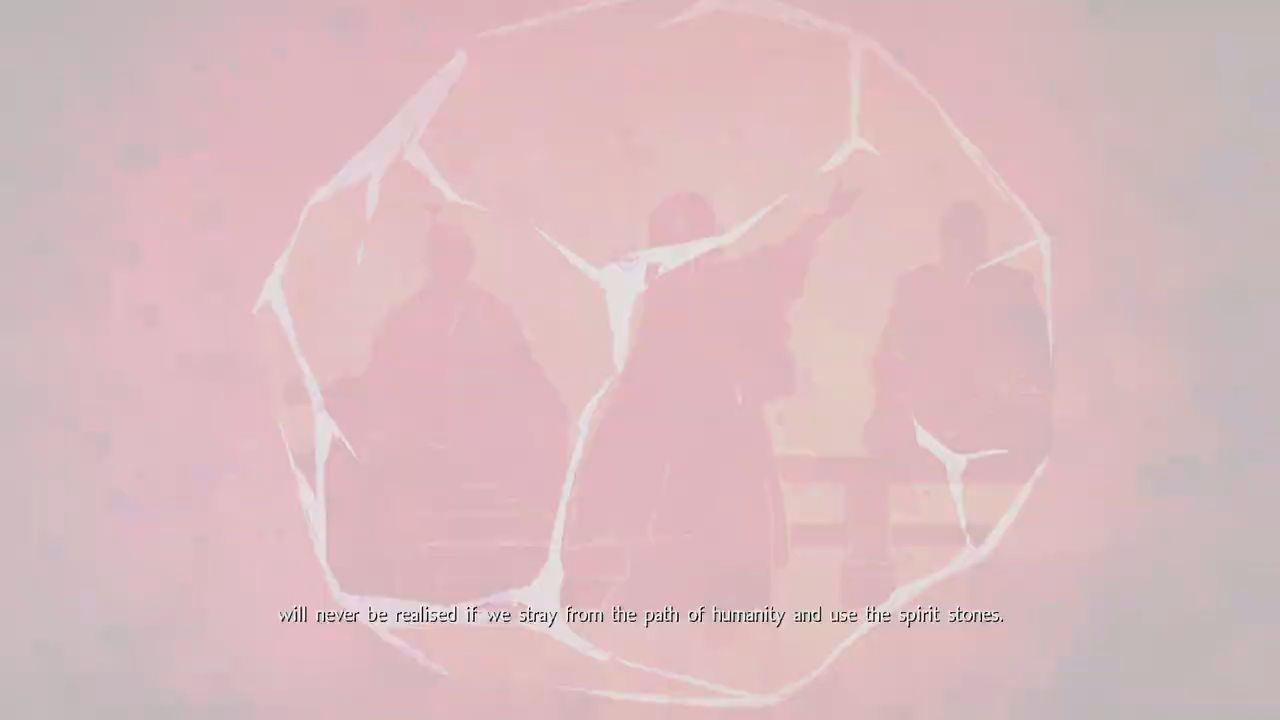 will never be realised if we stray from the path of humanity and use the spirit stones.